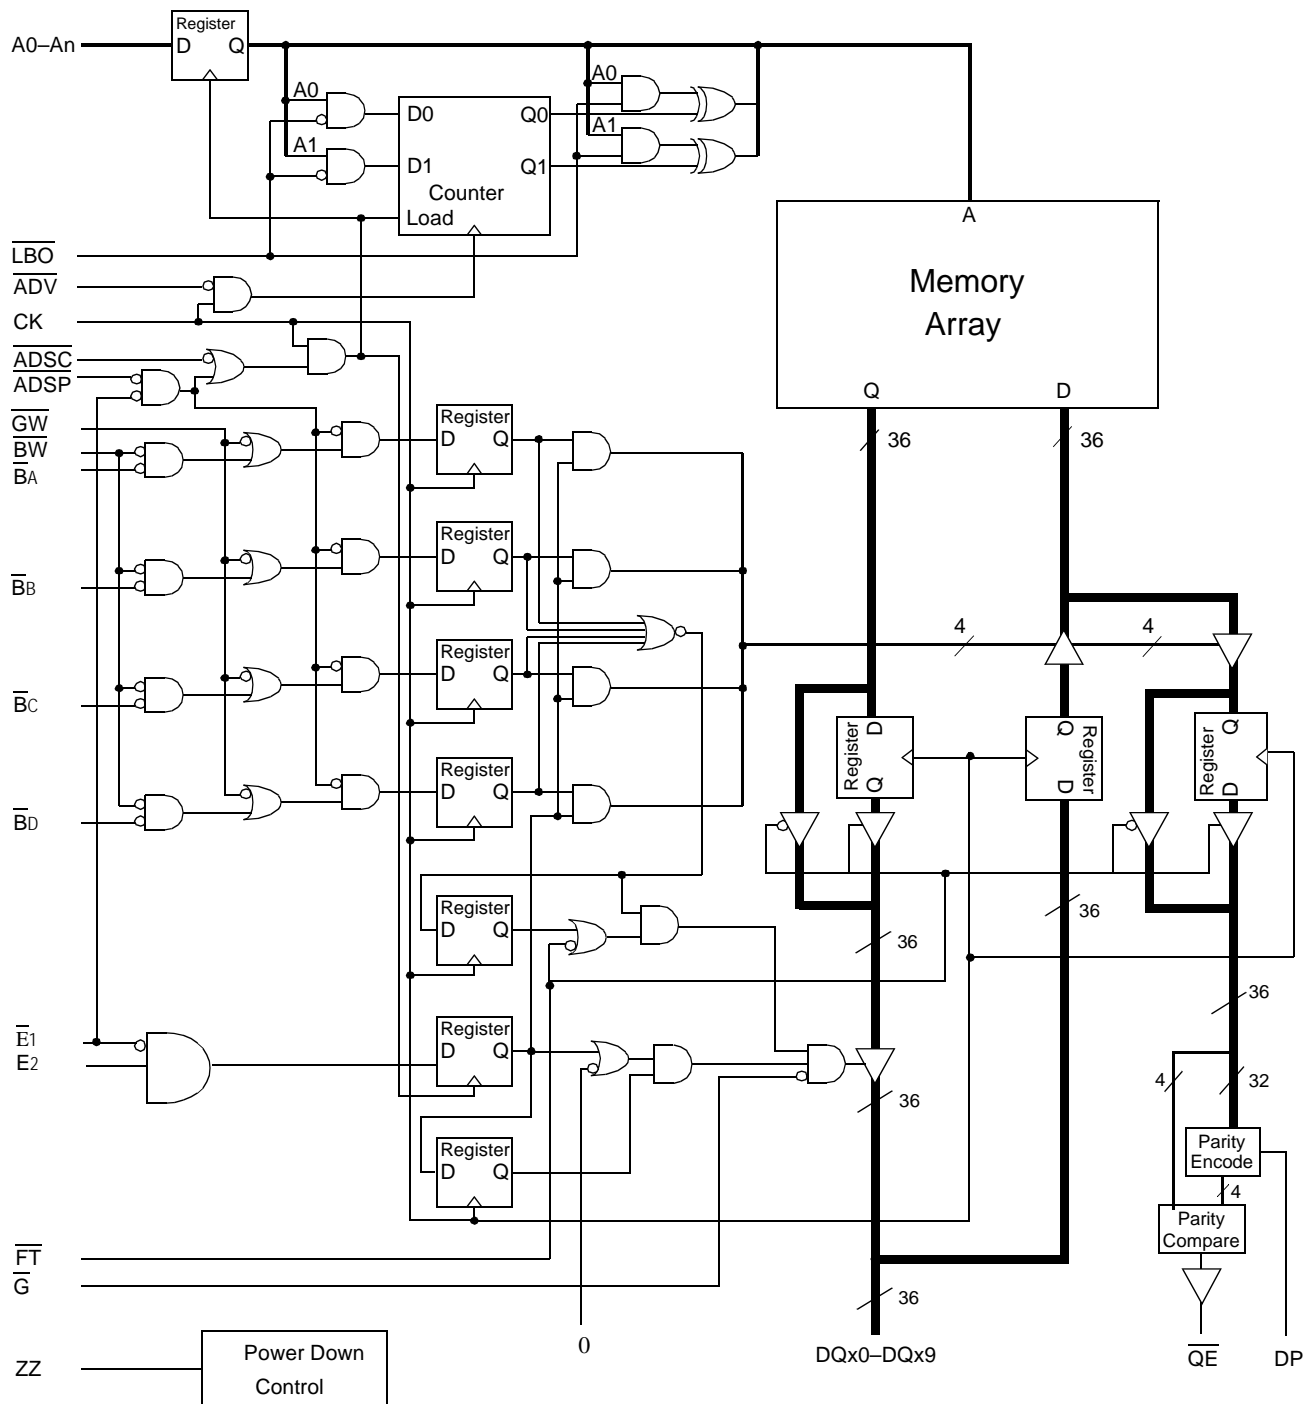 Register
A0–An
D Q
A0
A0
D0 Q0
A1
A1
D1 Q1
Counter
Load
A
LBO
ADV
Memory
Array
CK
ADSC
ADSP
Q D
GW
BW
BA
Register
D Q
36
36
BB
Register
D Q
4
4
BC
Register
D Q
Register
D
Q
Q
D
Register
Register
Q
D
BD
Register
D Q
Register
D Q
36
36
36
E1
E2
Register
D Q
4
32
36
Parity
Encode
Register
D Q
4
Parity
Compare
FT
G
36
0
DQx0–DQx9
QE
DP
ZZ
Power Down
Control